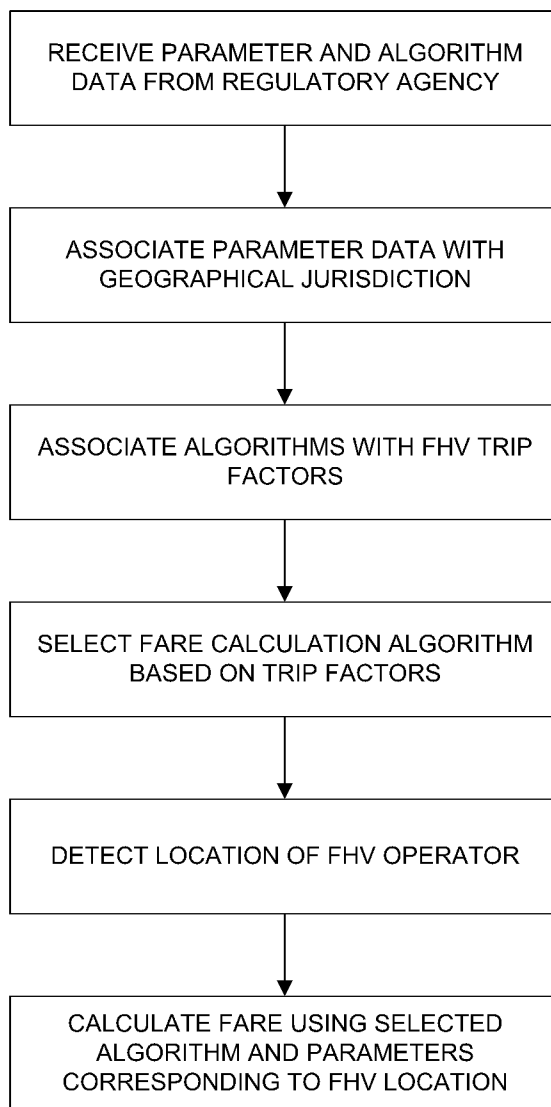 RECEIVE PARAMETER AND ALGORITHM
DATA FROM REGULATORY AGENCY
ASSOCIATE PARAMETER DATA WITH
GEOGRAPHICAL JURISDICTION
ASSOCIATE ALGORITHMS WITH FHV TRIP
FACTORS
SELECT FARE CALCULATION ALGORITHM
BASED ON TRIP FACTORS
DETECT LOCATION OF FHV OPERATOR
CALCULATE FARE USING SELECTED
ALGORITHM AND PARAMETERS
CORRESPONDING TO FHV LOCATION